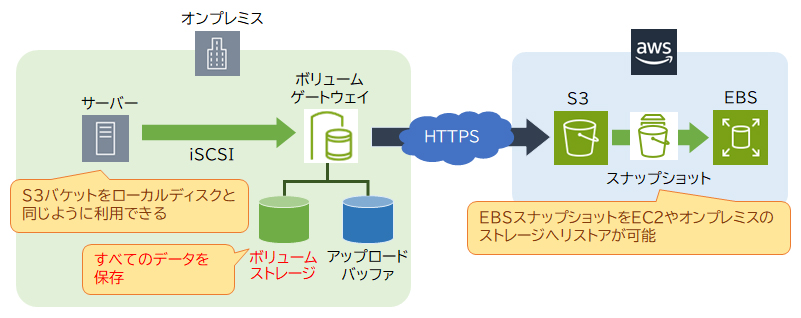 オンプレミス
aws
サーバー
ボリューム
ゲートウェイ
iSCSI
HTTPS
S3
EBS
スナップショット
S3バケットをローカルディスクと
同じように利用できる
EBSスナップショットをEC2やオンプレミスの
ストレージへリストアが可能
すべてのデータを
保存
ボリューム
ストレージ
アップロード
バッファ